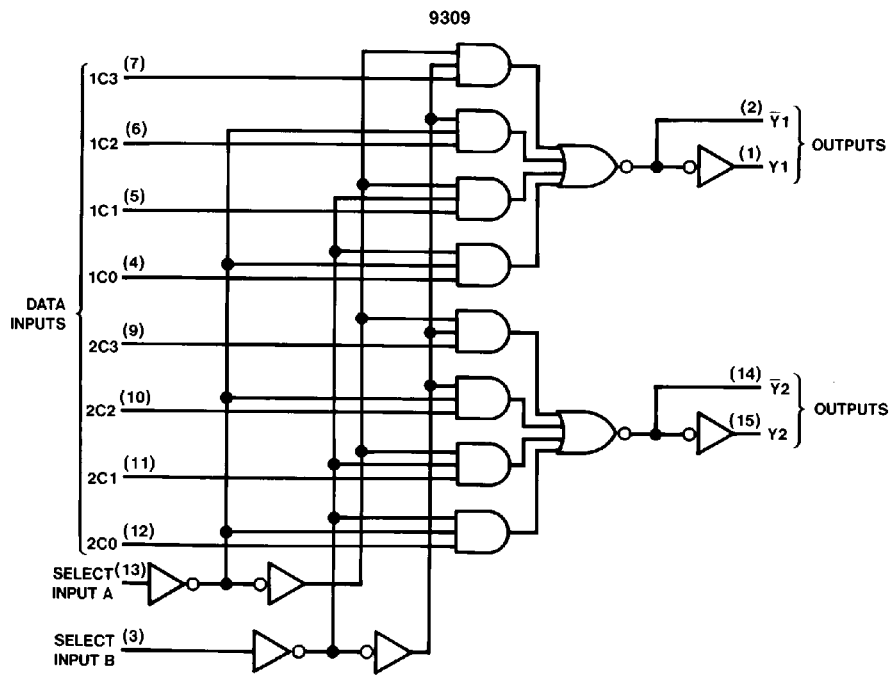 9309
1C3 (7)
1C2 (6)
1C1 (5)
1C0 (4)
DATA
INPUTS
2C3 (9)
2C2 (10)
2C1 (11)
2C0 (12)
SELECT (13)
INPUT A
SELECT (3)
INPUT B
(2) Y̅1
(1) Y1
OUTPUTS
(14) Y̅2
(15) Y2
OUTPUTS